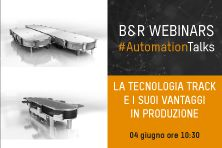 B&R WEBINARS
#AutomationTalks
LA TECNOLOGIA TRACK
E I SUOI VANTAGGI
IN PRODUZIONE
04 giugno ore 10:30